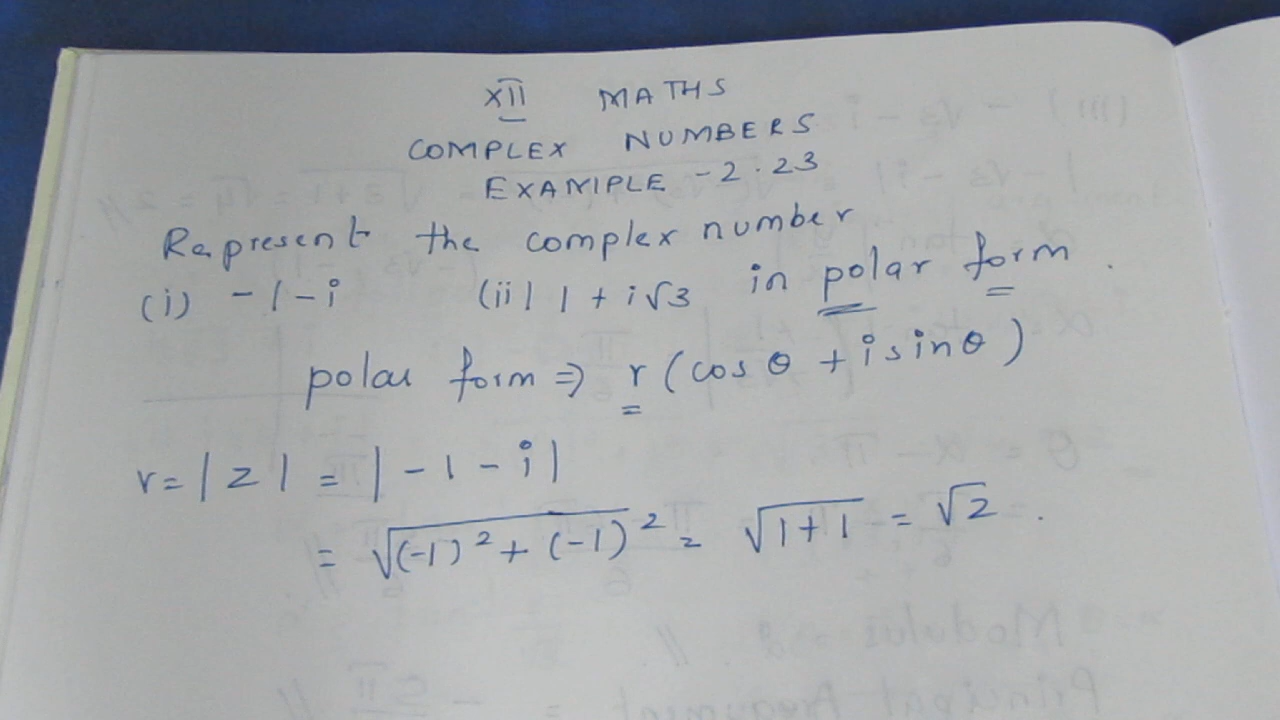 XII MATHS
COMPLEX NUMBERS
EXAMPLE - 2.23
Represent the complex number
(i) -1-i (ii) 1 + i√3 in polar form.
polar form ⇒ r(cos θ + i sin θ)
r = |z| = |-1-i|
= √(-1)² + (-1)² = √1+1 = √2.